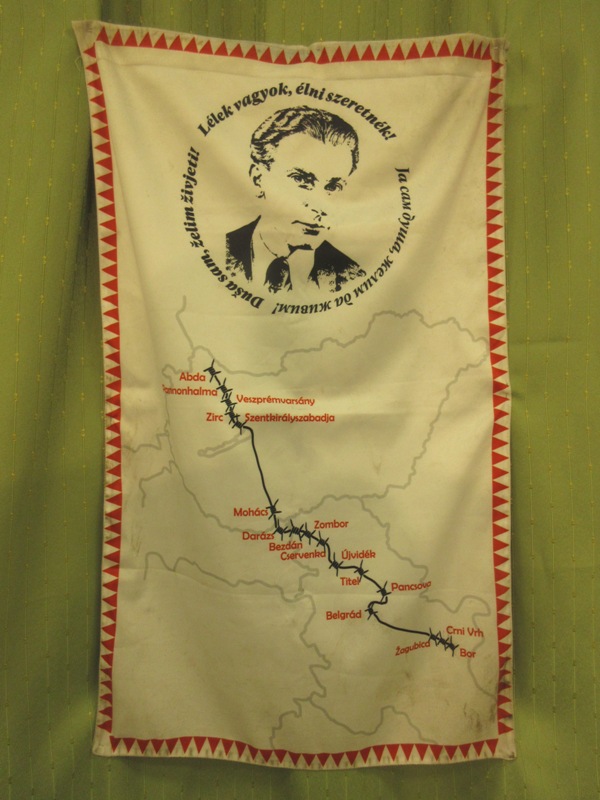 Lélek vagyok, élni szeretnék!
Ја сам душа, желим да живим!
Duša sam, želim živjeti!
Abda
Pannonhalma
Veszprémvarsány
Zirc
Szentkirályszabadja
Mohács
Darázs
Zombor
Bezdán
Cservenka
Újvidék
Titel
Pancsova
Belgrád
Crni Vrh
Žagubica
Bor